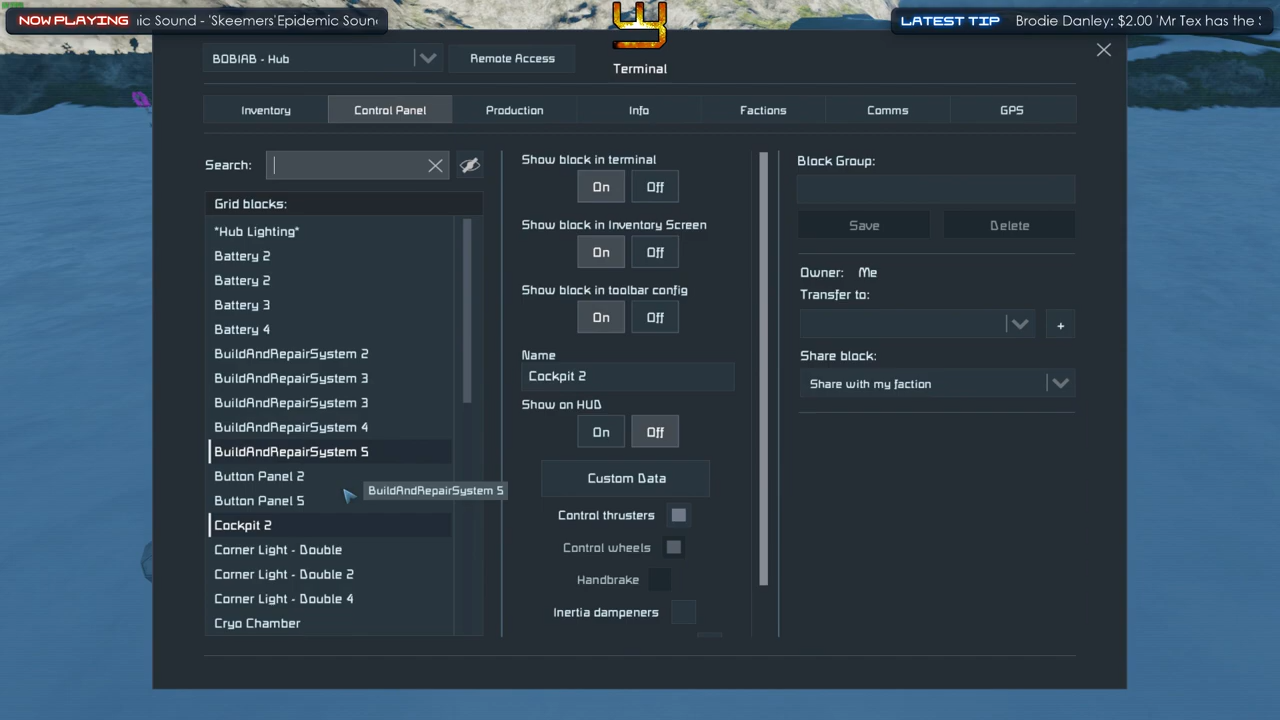 NOW PLAYING
ic Sound - 'Skeemers'Epidemic Soun
LATEST TIP
Brodie Danley: $2.00 'Mr Tex has the
BOBIAB - Hub
Remote Access
Terminal
Inventory
Control Panel
Production
Info
Factions
Comms
GPS
Search:
Grid blocks:
*Hub Lighting*
Battery 2
Battery 2
Battery 3
Battery 4
BuildAndRepairSystem 2
BuildAndRepairSystem 3
BuildAndRepairSystem 3
BuildAndRepairSystem 4
BuildAndRepairSystem 5
Button Panel 2
BuildAndRepairSystem 5
Button Panel 5
Cockpit 2
Corner Light - Double
Corner Light - Double 2
Corner Light - Double 4
Cryo Chamber
Show block in terminal
On Off
Show block in Inventory Screen
On Off
Show block in toolbar config
On Off
Name
Cockpit 2
Show on HUD
On Off
Custom Data
Control thrusters
Control wheels
Handbrake
Inertia dampeners
Block Group:
Save
Delete
Owner: Me
Transfer to:
+
Share block:
Share with my faction